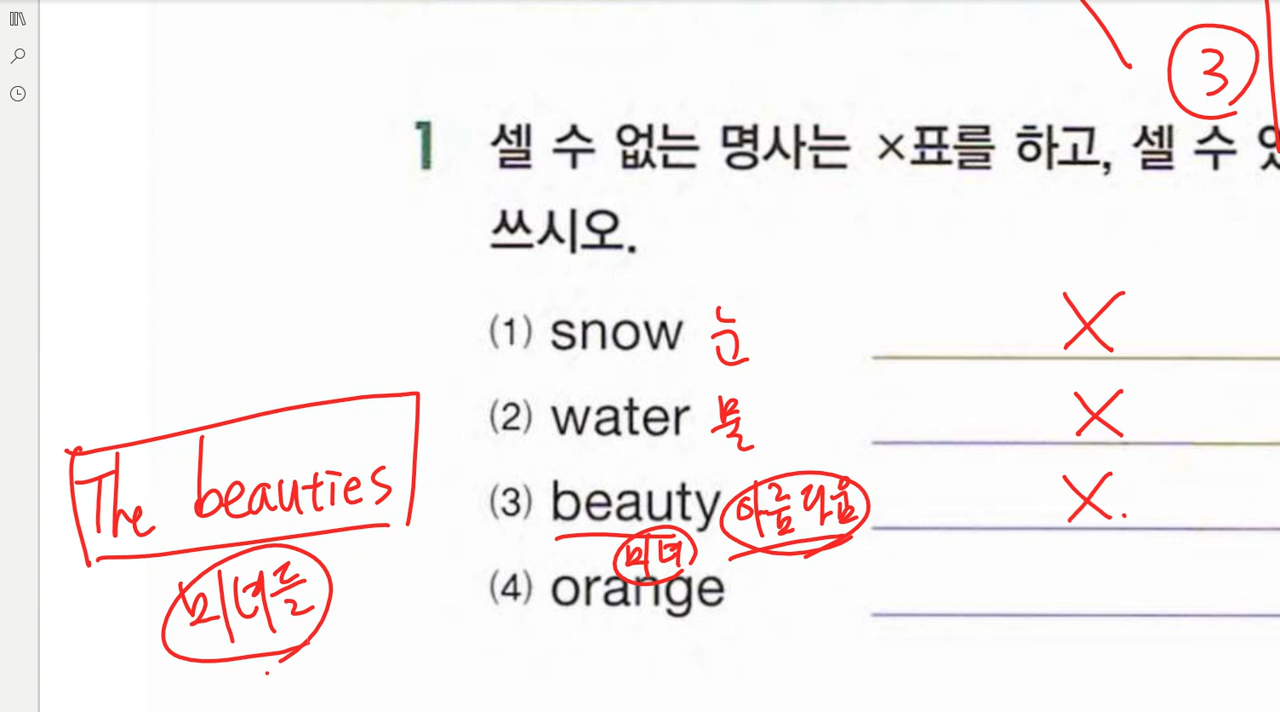 ③
1 셀 수 없는 명사는 ×표를 하고, 셀 수
쓰시오.
(1) snow 눈 X
(2) water 물 X
(3) beauty 아름다움 X.
미녀
(4) orange
The beauties
미녀들